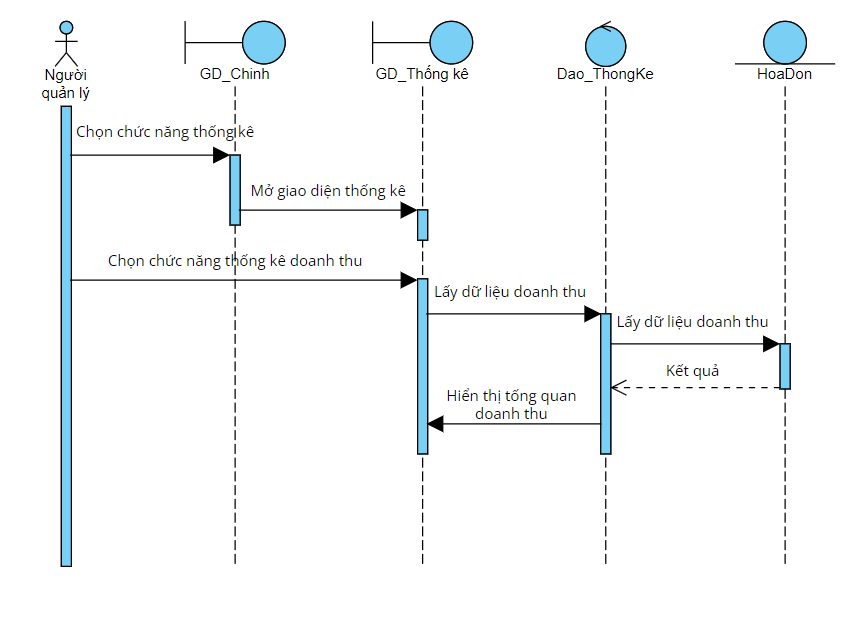 Người
quản lý
GD_Chinh
GD_Thống kê
Dao_ThongKe
HoaDon
Chọn chức năng thống kê
Mở giao diện thống kê
Chọn chức năng thống kê doanh thu
Lấy dữ liệu doanh thu
Lấy dữ liệu doanh thu
Kết quả
Hiển thị tống quan
doanh thu